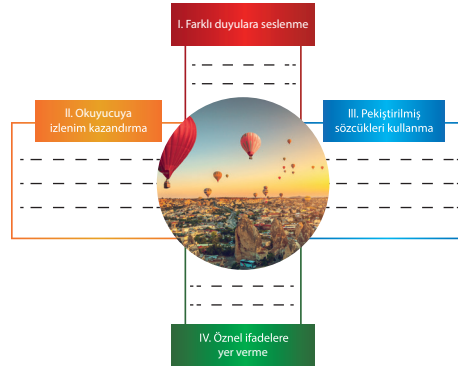 I. Farklı duyulara seslenme
II. Okuyucuya
izlenim kazandırma
III. Pekiştirilmiş
sözcükleri kullanma
IV. Öznel ifadelere
yer verme